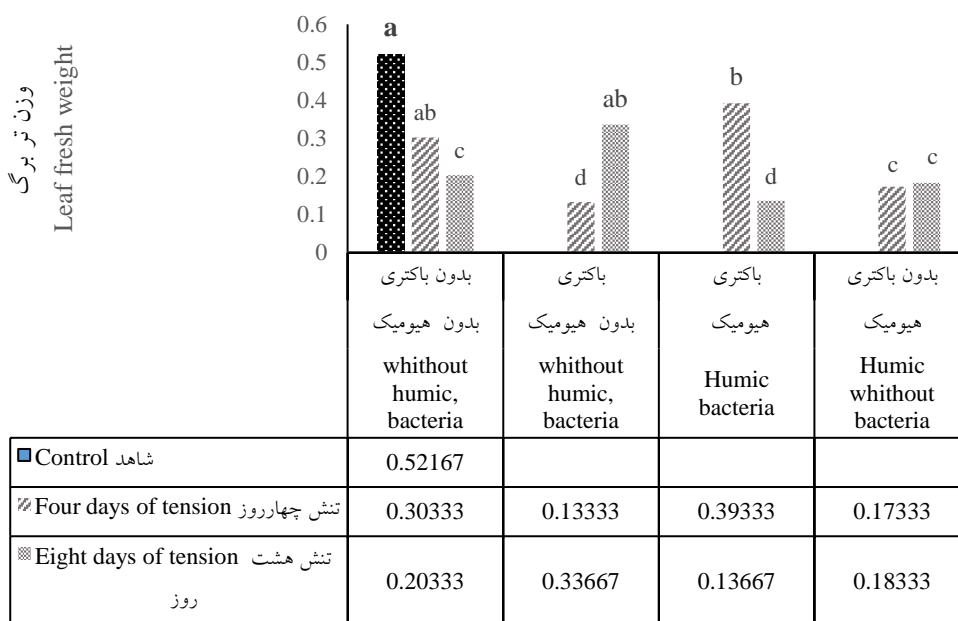 وزن تر برگ
Leaf fresh weight
0.6
0.5
0.4
0.3
0.2
0.1
0
a
ab
c
d
ab
b
d
c
c
بدون باکتری
بدون هیومیک
whithout
humic,
bacteria
باکتری
بدون هیومیک
whithout
humic,
bacteria
باکتری
هیومیک
Humic
bacteria
بدون باکتری
هیومیک
Humic
whithout
bacteria
Control شاهد
0.52167
Four days of tension تنش چهارروز
0.30333 0.13333 0.39333 0.17333
Eight days of tension تنش هشت
روز
0.20333 0.33667 0.13667 0.18333